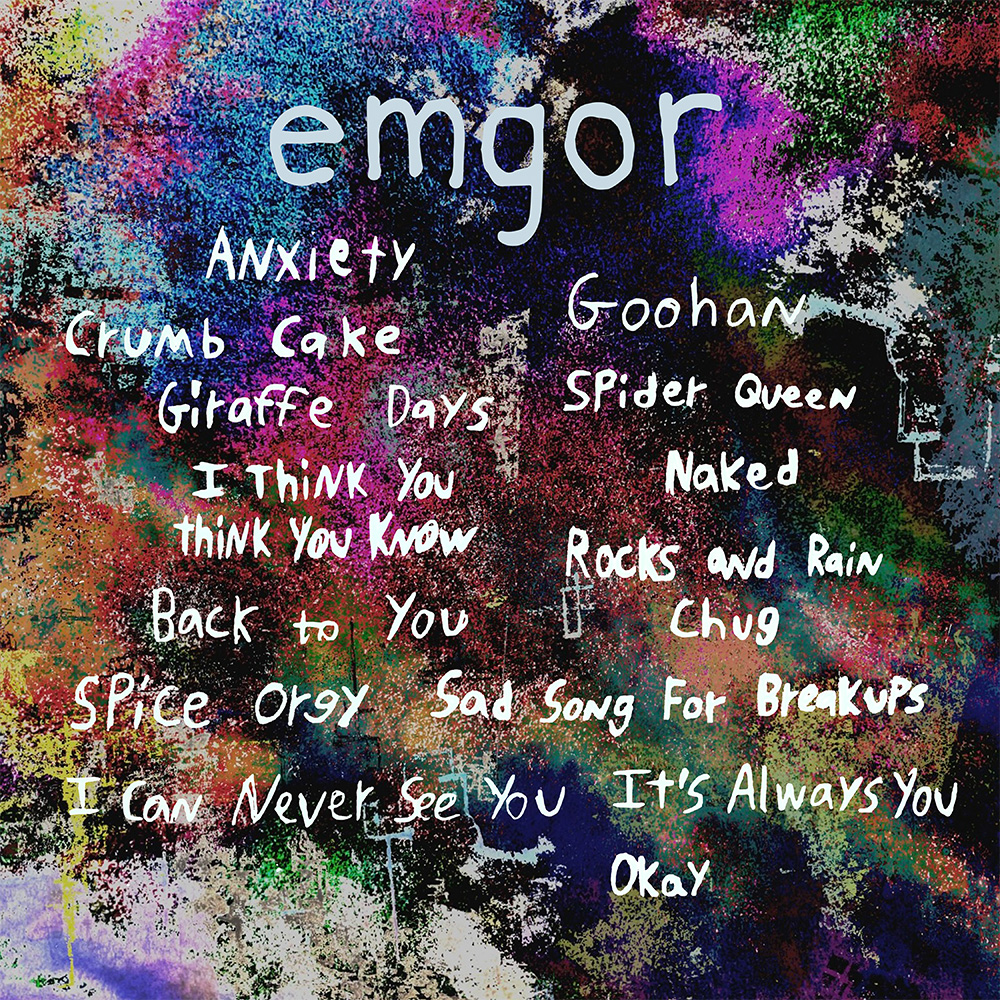 emgor
Anxiety
Crumb Cake
Giraffe Days
I Think You
think You Know
Back to You
Spice Orgy
I Can Never See You
Goohan
Spider Queen
Naked
Rocks and Rain
Chug
Sad Song For Breakups
It's Always You
Okay